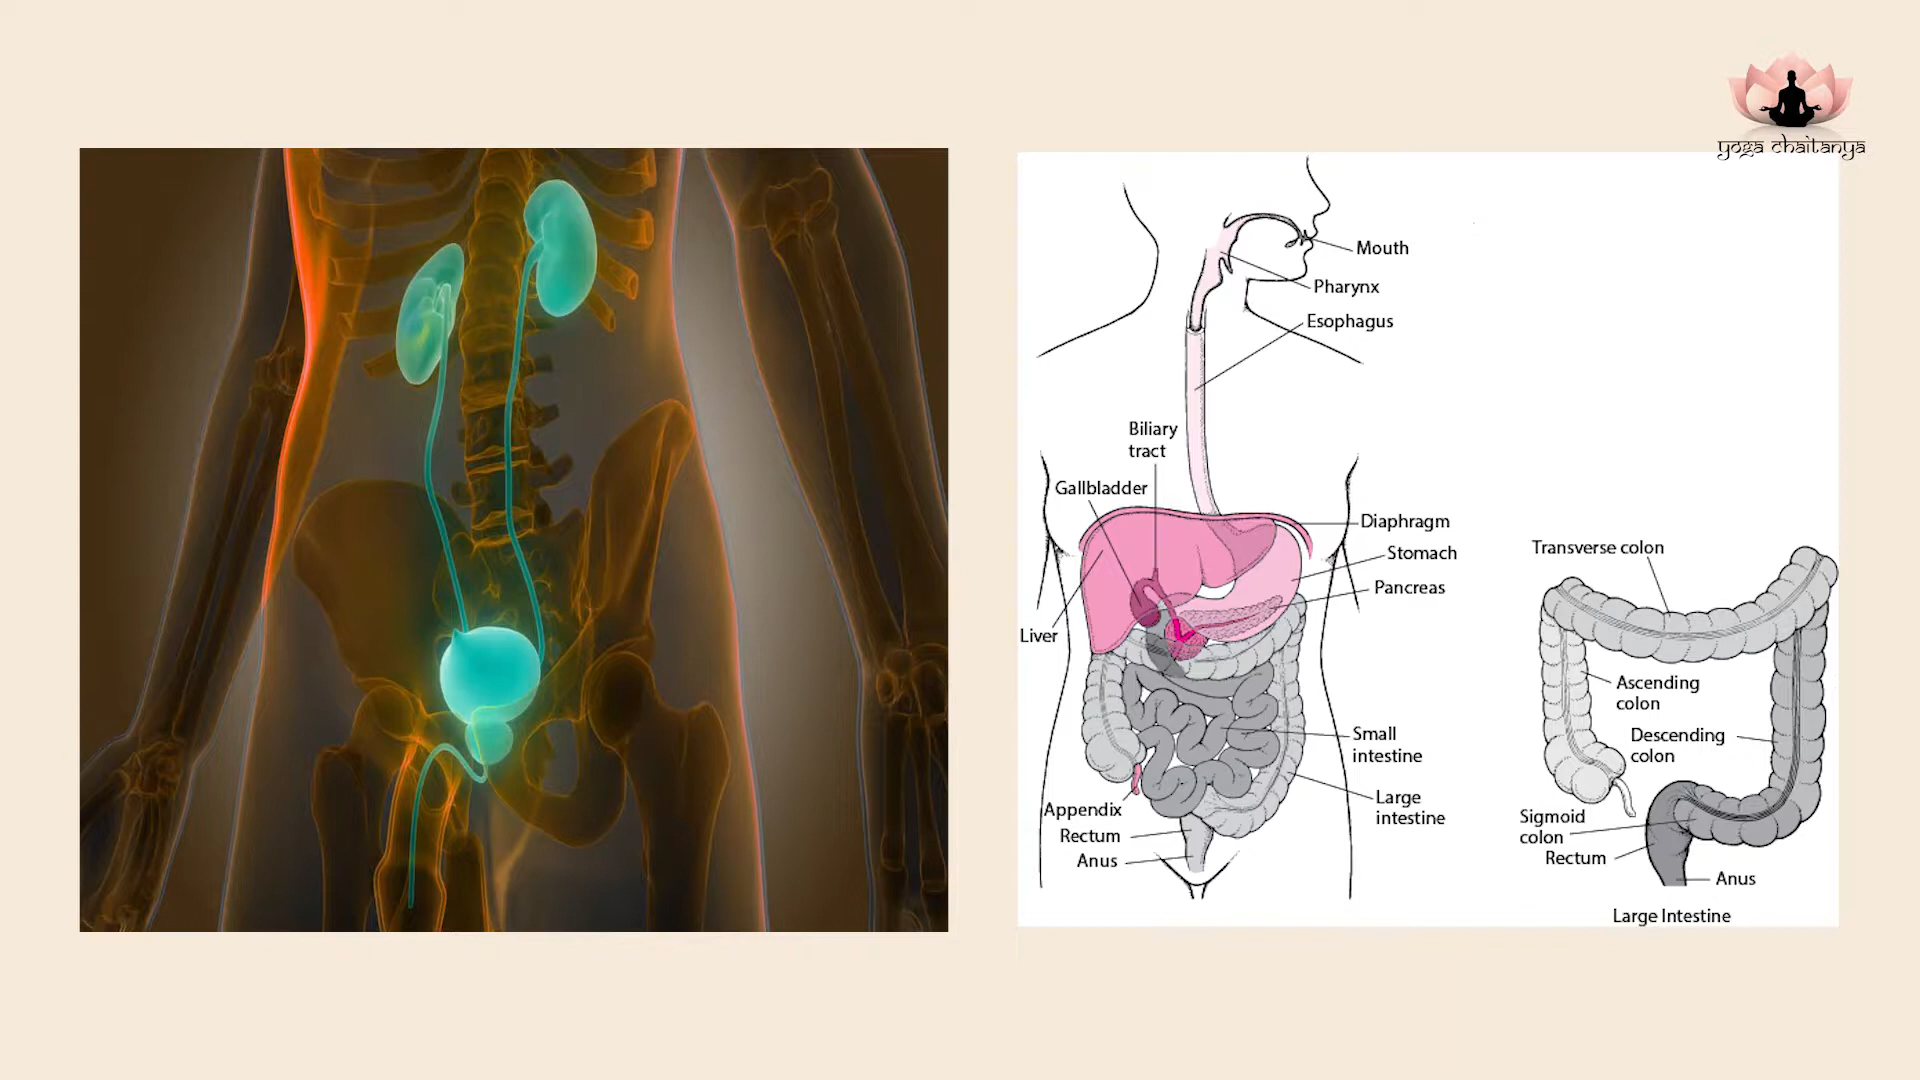 yoga chaitanya
Mouth
Pharynx
Esophagus
Biliary
tract
Gallbladder
Diaphragm
Stomach
Pancreas
Liver
Small
intestine
Large
intestine
Appendix
Rectum
Anus
Transverse colon
Ascending
colon
Descending
colon
Sigmoid
colon
Rectum
Anus
Large Intestine